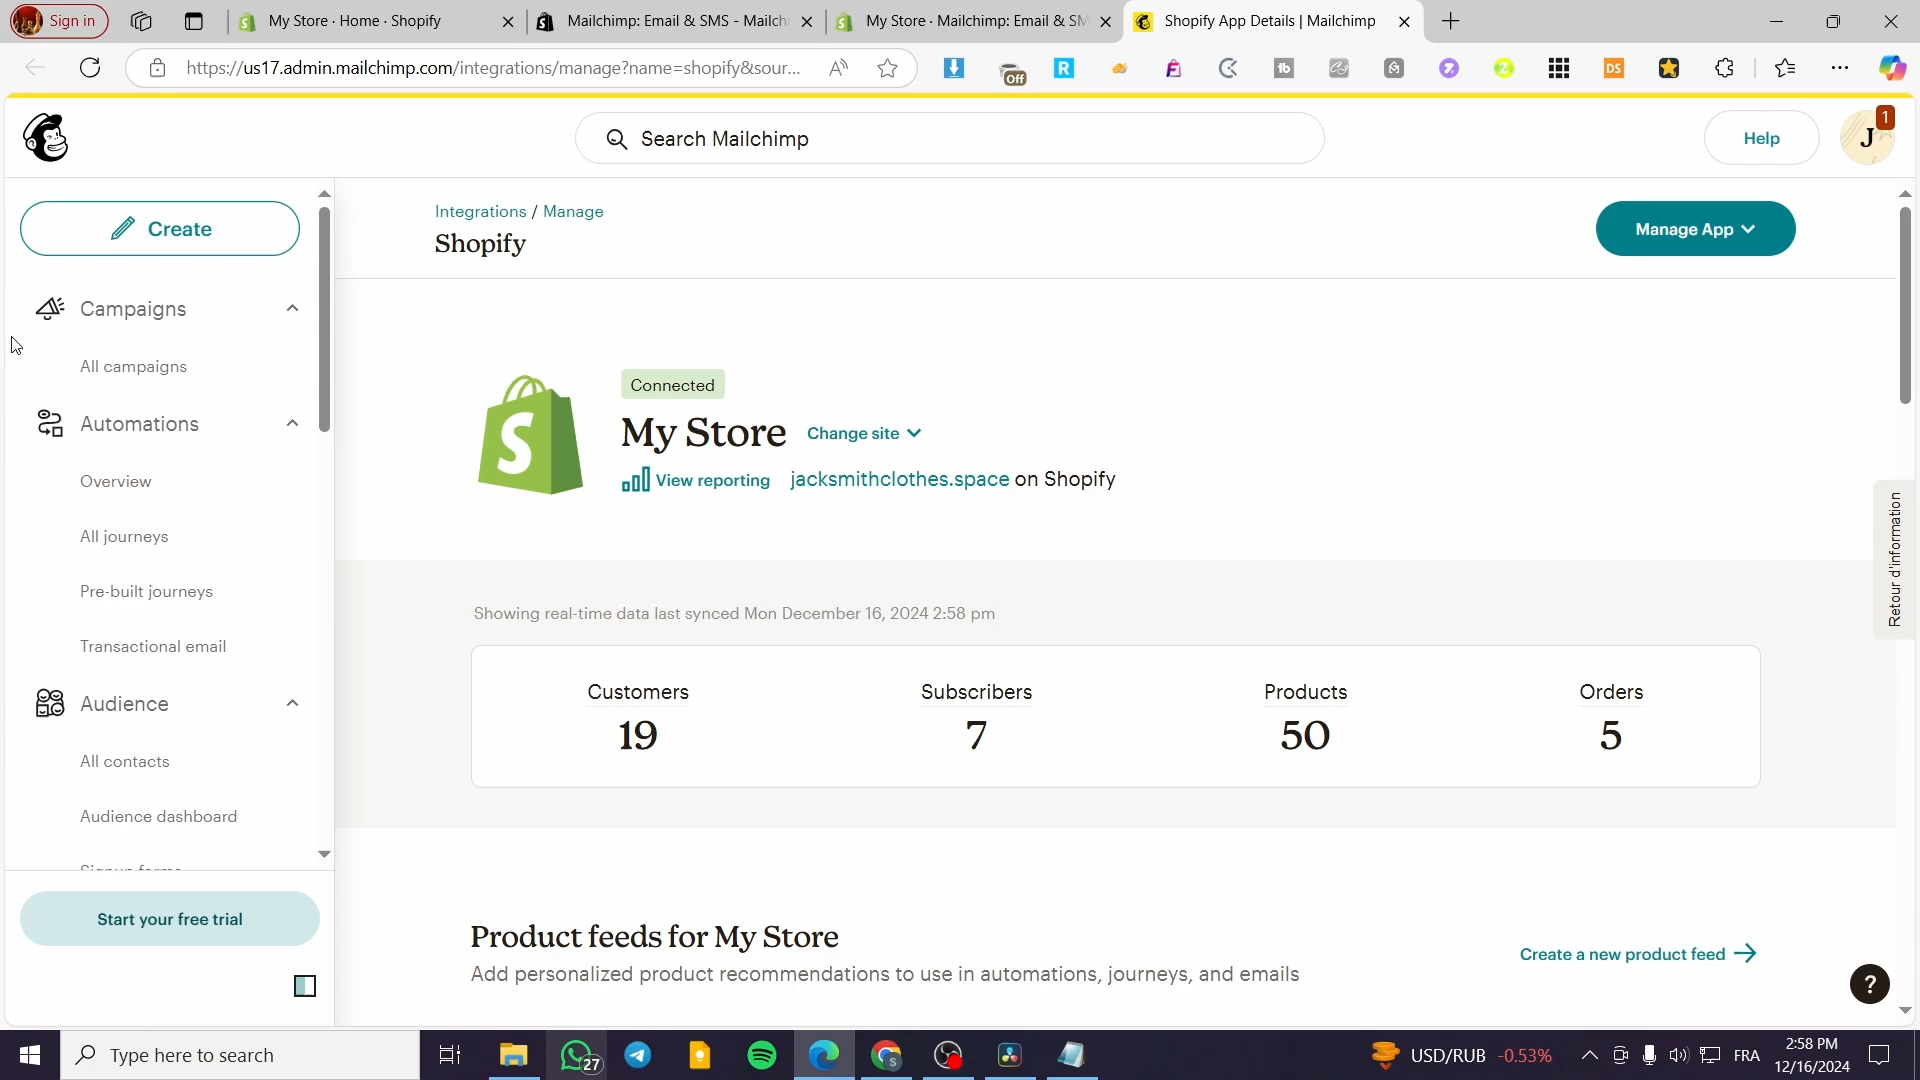 Sign in
My Store · Home · Shopify
Mailchimp: Email & SMS - Mailchi
My Store · Mailchimp: Email & SM
Shopify App Details | Mailchimp
https://us17.admin.mailchimp.com/integrations/manage?name=shopify&sour...
Off
Search Mailchimp
Help
J
1
Create
Campaigns
All campaigns
Automations
Overview
All journeys
Pre-built journeys
Transactional email
Audience
All contacts
Audience dashboard
Signup forms
Start your free trial
Integrations / Manage
Shopify
Manage App
Connected
My Store
Change site
View reporting
jacksmithclothes.space on Shopify
Showing real-time data last synced Mon December 16, 2024 2:58 pm
Customers
19
Subscribers
7
Products
50
Orders
5
Product feeds for My Store
Add personalized product recommendations to use in automations, journeys, and emails
Create a new product feed
Retour d'information
?
Type here to search
27
USD/RUB -0.53%
FRA
2:58 PM
12/16/2024